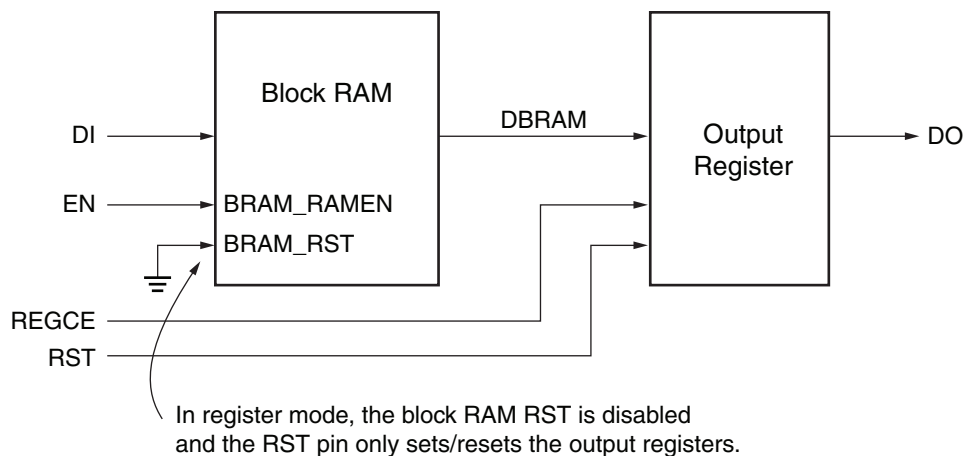 Block RAM
DBRAM
Output
Register
DI
DO
EN
BRAM_RAMEN
BRAM_RST
REGCE
RST
In register mode, the block RAM RST is disabled
and the RST pin only sets/resets the output registers.